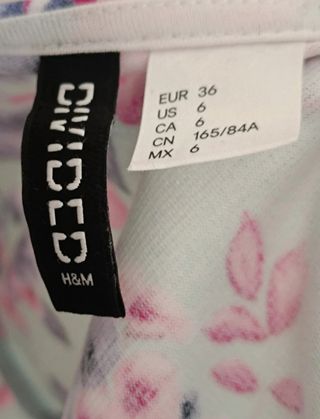 DIVIDED
H&M
EUR 36
US 6
CA 6
CN 165/84A
MX 6